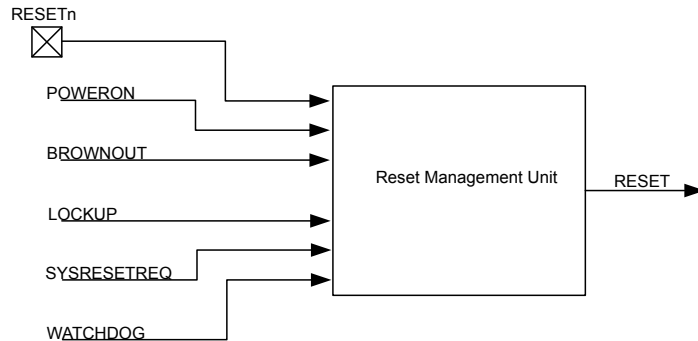 RESETn
POWERON
BROWNOUT
Reset Management Unit
RESET
LOCKUP
SYSRESETREQ
WATCHDOG